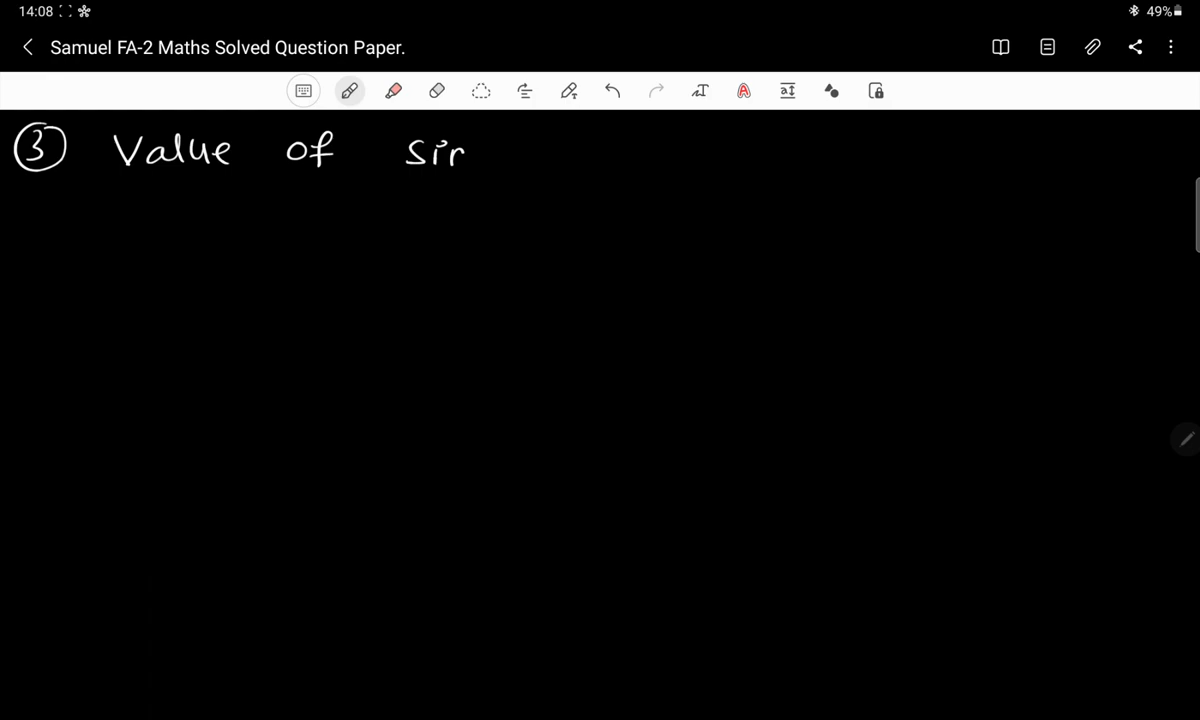 14:08 49%
Samuel FA-2 Maths Solved Question Paper.
3 Value of sir